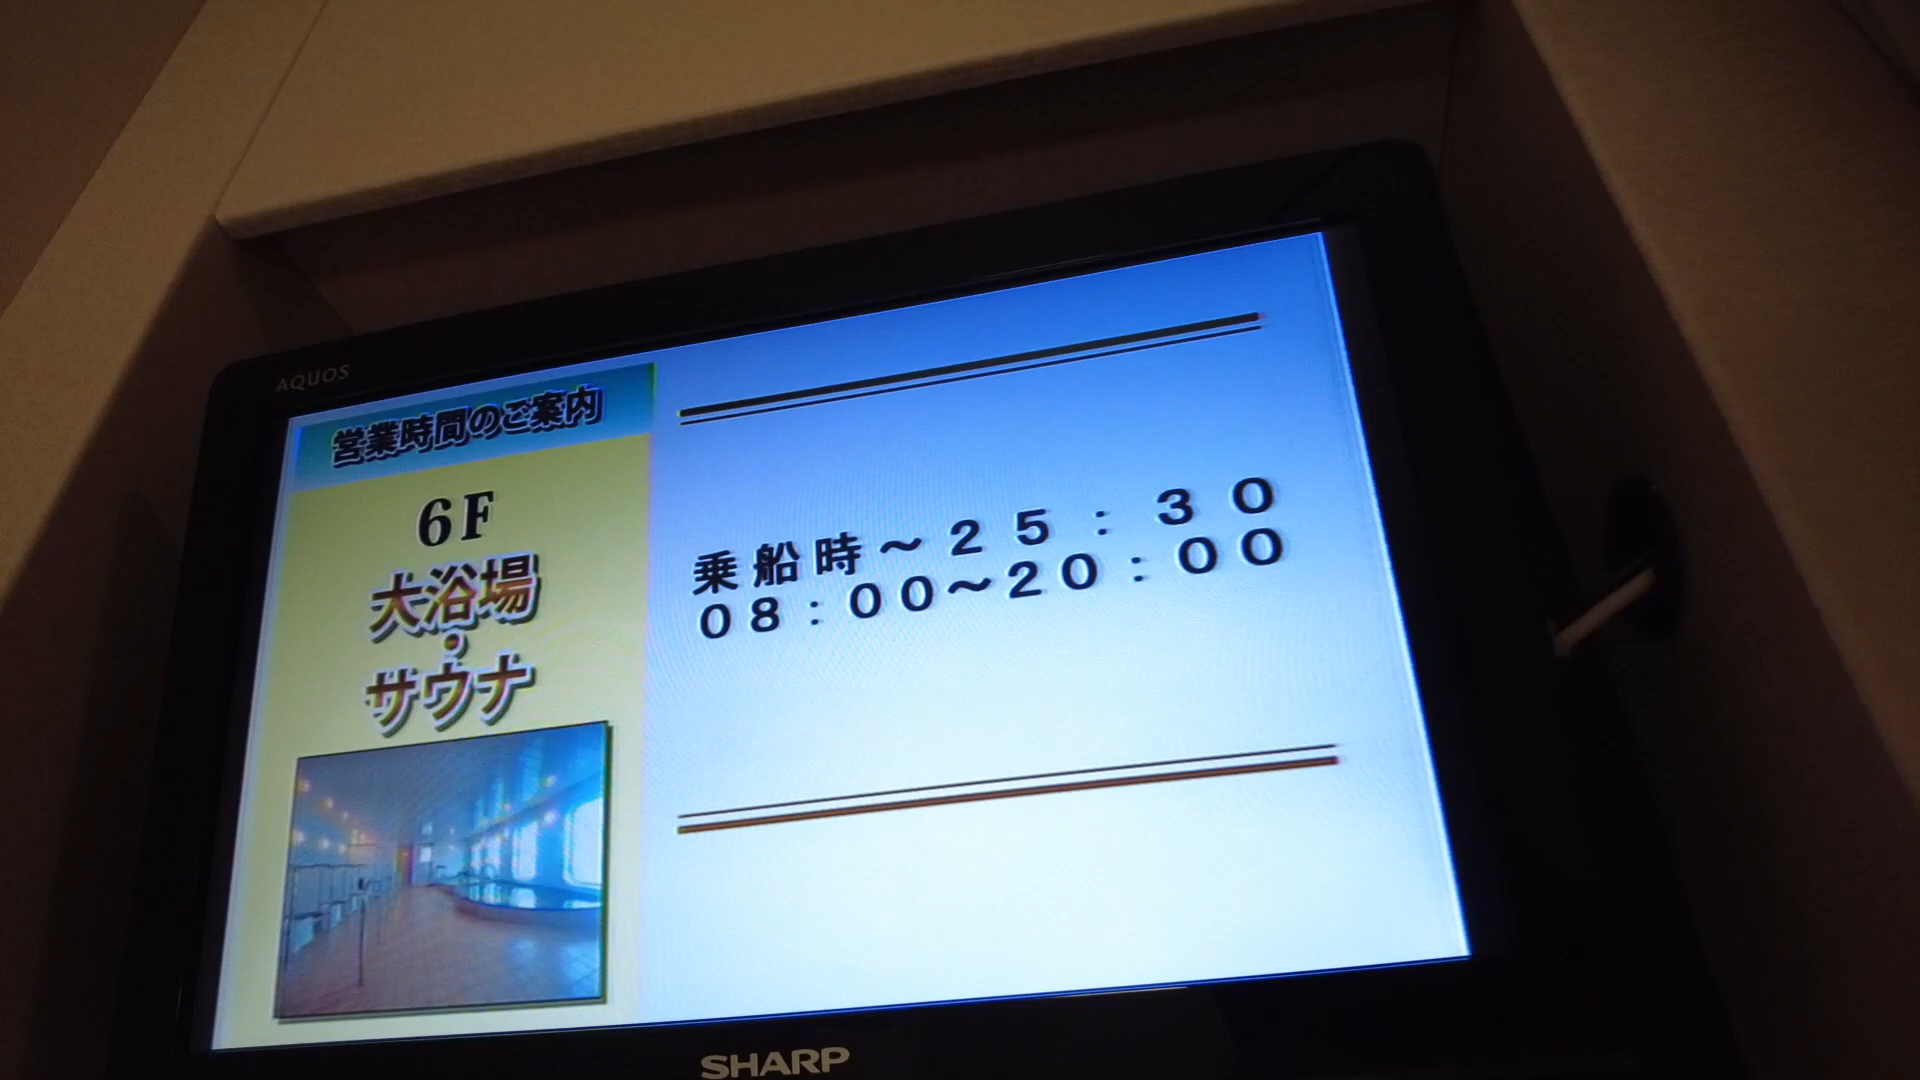 AQUOS
営業時間のご案内
6F
大浴場
・
サウナ
乗船時～25：30
08：00～20：00
SHARP